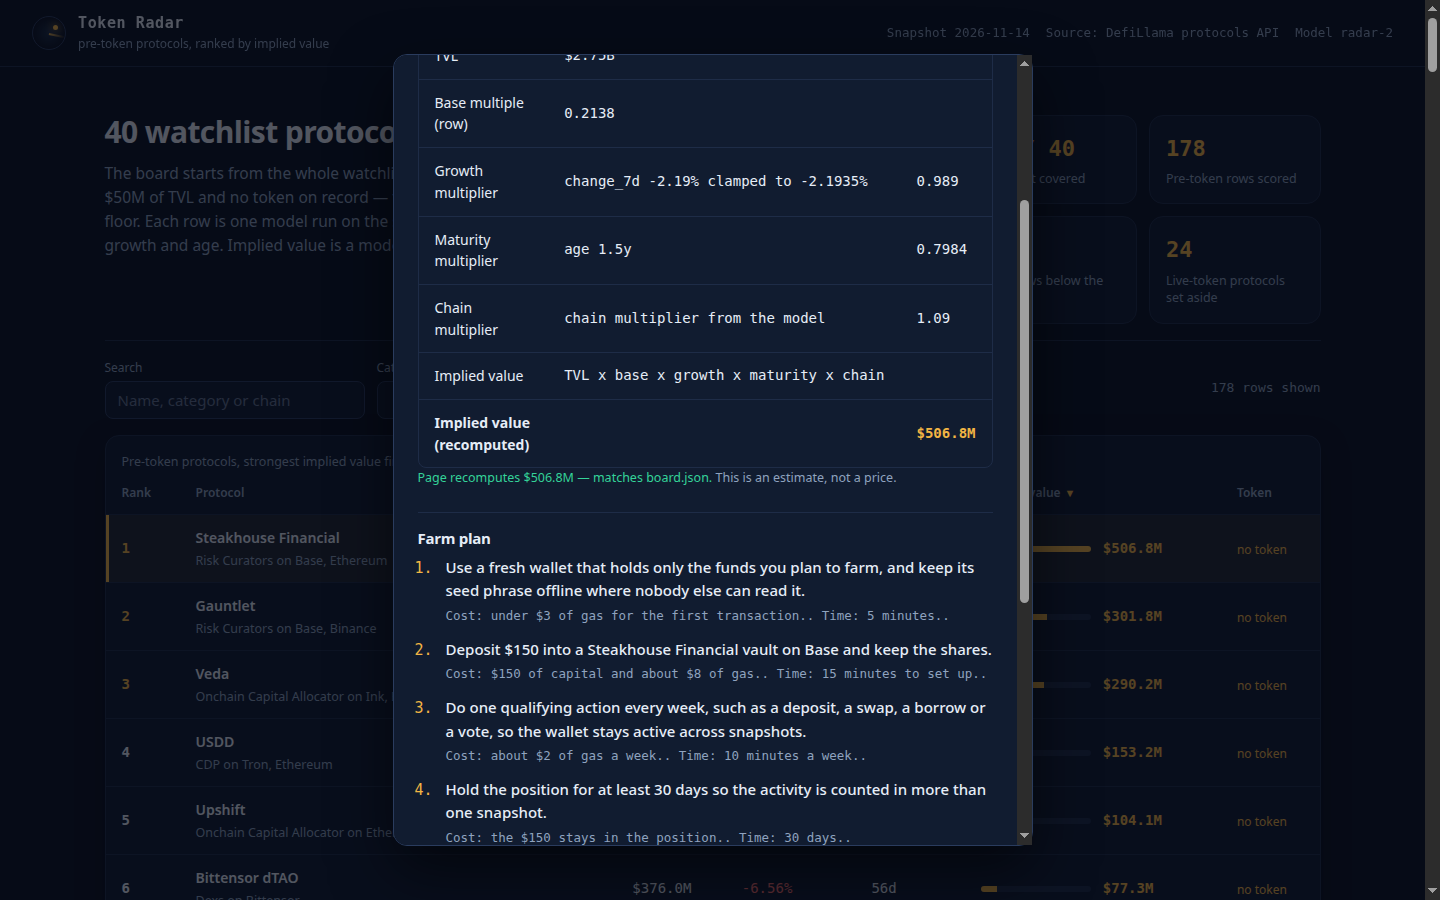 Token Radar
pre-token protocols, ranked by implied value
Snapshot 2026-11-14 Source: DefiLlama protocols API Model radar-2
40 watchlist protoco
The board starts from the whole watchli
$50M of TVL and no token on record —
floor. Each row is one model run on the
growth and age. Implied value is a mod
40
t covered
178
Pre-token rows scored
vs below the
24
Live-token protocols
set aside
Search
Name, category or chain
Cat
178 rows shown
Pre-token protocols, strongest implied value fi
Rank Protocol value ▼ Token
1 Steakhouse Financial $506.8M no token
Risk Curators on Base, Ethereum
2 Gauntlet $301.8M no token
Risk Curators on Base, Binance
3 Veda $290.2M no token
Onchain Capital Allocator on Ink,
4 USDD $153.2M no token
CDP on Tron, Ethereum
5 Upshift $104.1M no token
Onchain Capital Allocator on Ethe
6 Bittensor dTAO $376.0M -6.56% 56d $77.3M no token
Dexs on Bittensor
TVL $2.75B
Base multiple
(row)
0.2138
Growth
multiplier
change_7d -2.19% clamped to -2.1935% 0.989
Maturity
multiplier
age 1.5y 0.7984
Chain
multiplier
chain multiplier from the model 1.09
Implied value TVL x base x growth x maturity x chain
Implied value
(recomputed)
$506.8M
Page recomputes $506.8M — matches board.json. This is an estimate, not a price.
Farm plan
1. Use a fresh wallet that holds only the funds you plan to farm, and keep its
seed phrase offline where nobody else can read it.
Cost: under $3 of gas for the first transaction.. Time: 5 minutes..
2. Deposit $150 into a Steakhouse Financial vault on Base and keep the shares.
Cost: $150 of capital and about $8 of gas.. Time: 15 minutes to set up..
3. Do one qualifying action every week, such as a deposit, a swap, a borrow or
a vote, so the wallet stays active across snapshots.
Cost: about $2 of gas a week.. Time: 10 minutes a week..
4. Hold the position for at least 30 days so the activity is counted in more than
one snapshot.
Cost: the $150 stays in the position.. Time: 30 days..